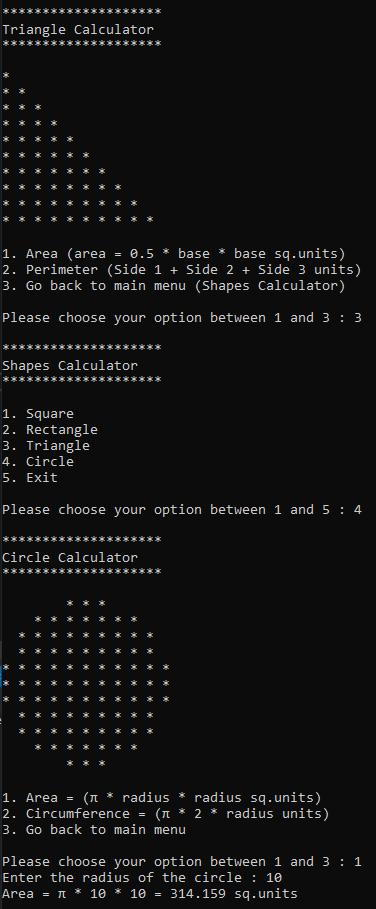 ********************
Triangle Calculator
********************
*
* *
* * *
* * * *
* * * * *
* * * * * *
* * * * * * *
* * * * * * * *
* * * * * * * * *
* * * * * * * * * *
1. Area (area = 0.5 * base * base sq.units)
2. Perimeter (Side 1 + Side 2 + Side 3 units)
3. Go back to main menu (Shapes Calculator)
Please choose your option between 1 and 3 : 3
********************
Shapes Calculator
********************
1. Square
2. Rectangle
3. Triangle
4. Circle
5. Exit
Please choose your option between 1 and 5 : 4
********************
Circle Calculator
********************
        * * *
    * * * * * * *
  * * * * * * * * *
  * * * * * * * * *
* * * * * * * * * * *
* * * * * * * * * * *
* * * * * * * * * * *
  * * * * * * * * *
  * * * * * * * * *
    * * * * * * *
        * * *
1. Area = (π * radius * radius sq.units)
2. Circumference = (π * 2 * radius units)
3. Go back to main menu
Please choose your option between 1 and 3 : 1
Enter the radius of the circle : 10
Area = π * 10 * 10 = 314.159 sq.units